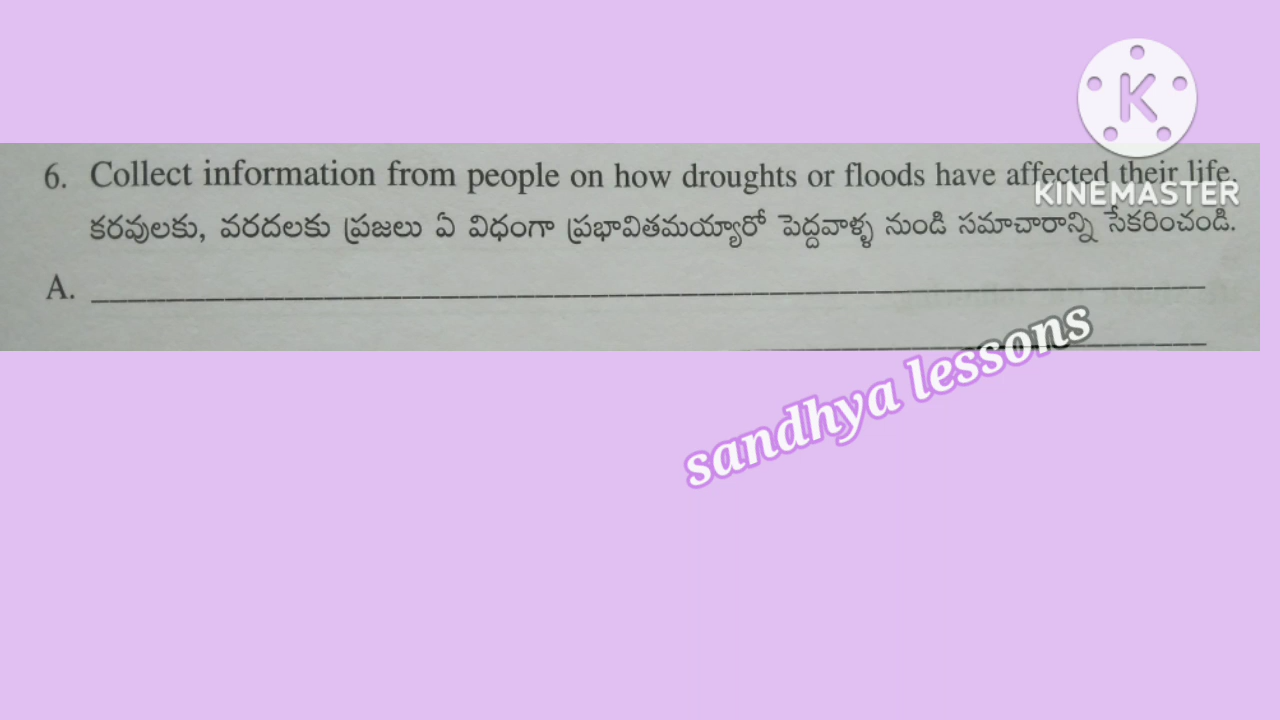 K
KINEMASTER
6. Collect information from people on how droughts or floods have affected their life.
కరవులకు, వరదలకు ప్రజలు ఏ విధంగా ప్రభావితమయ్యారో పెద్దవాళ్ళ నుండి సమాచారాన్ని సేకరించండి.
A.
sandhya lessons